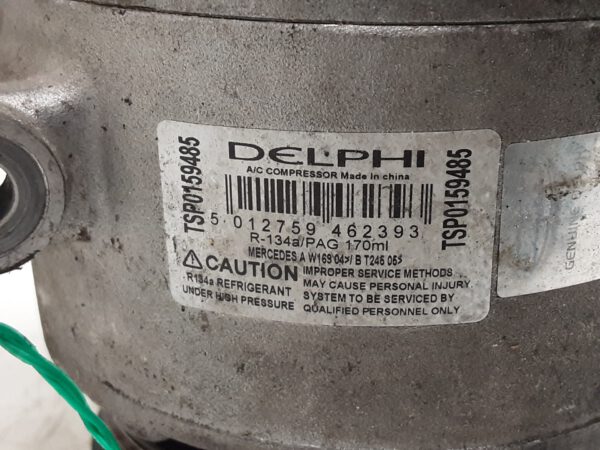 DELPHI
A/C COMPRESSOR Made in china
TSP0159485
TSP0159485
5 012759 462393
R-134a/PAG 170ml
MERCEDES A W169 04>/ B T245 05>
CAUTION
R134a REFRIGERANT
UNDER HIGH PRESSURE
IMPROPER SERVICE METHODS
MAY CAUSE PERSONAL INJURY
SYSTEM TO BE SERVICED BY
QUALIFIED PERSONNEL ONLY
GENUINE